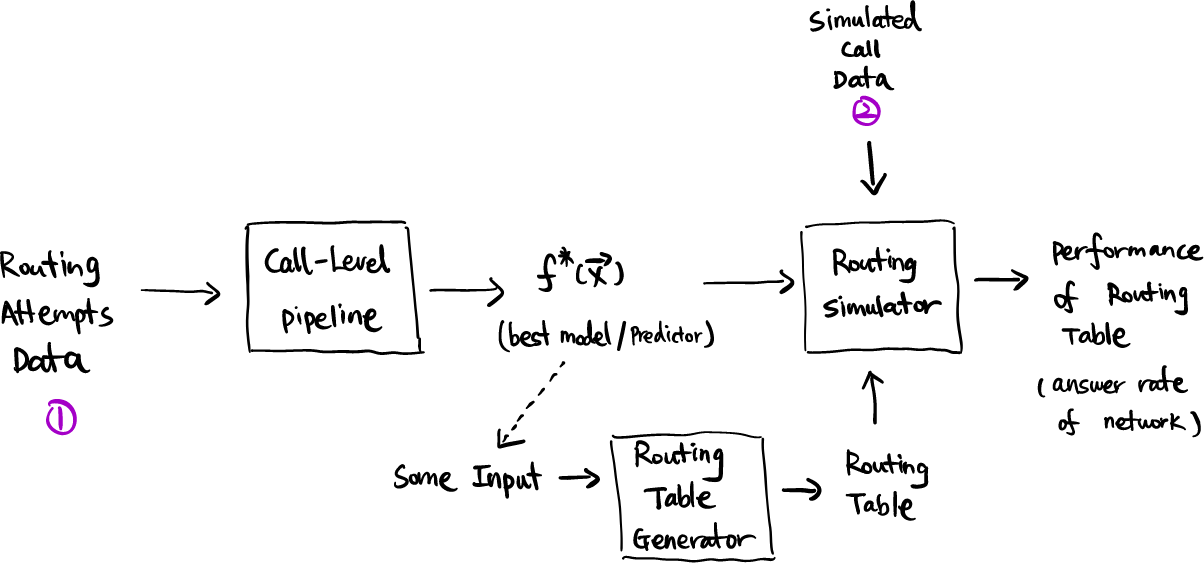 Simulated
Call
Data
②
Routing
Attempts
Data
①
Call-Level
pipeline
f*(x⃗)
(best model/Predictor)
Routing
Simulator
performance
of Routing
Table
(answer rate
of network)
Some Input
Routing
Table
Generator
Routing
Table